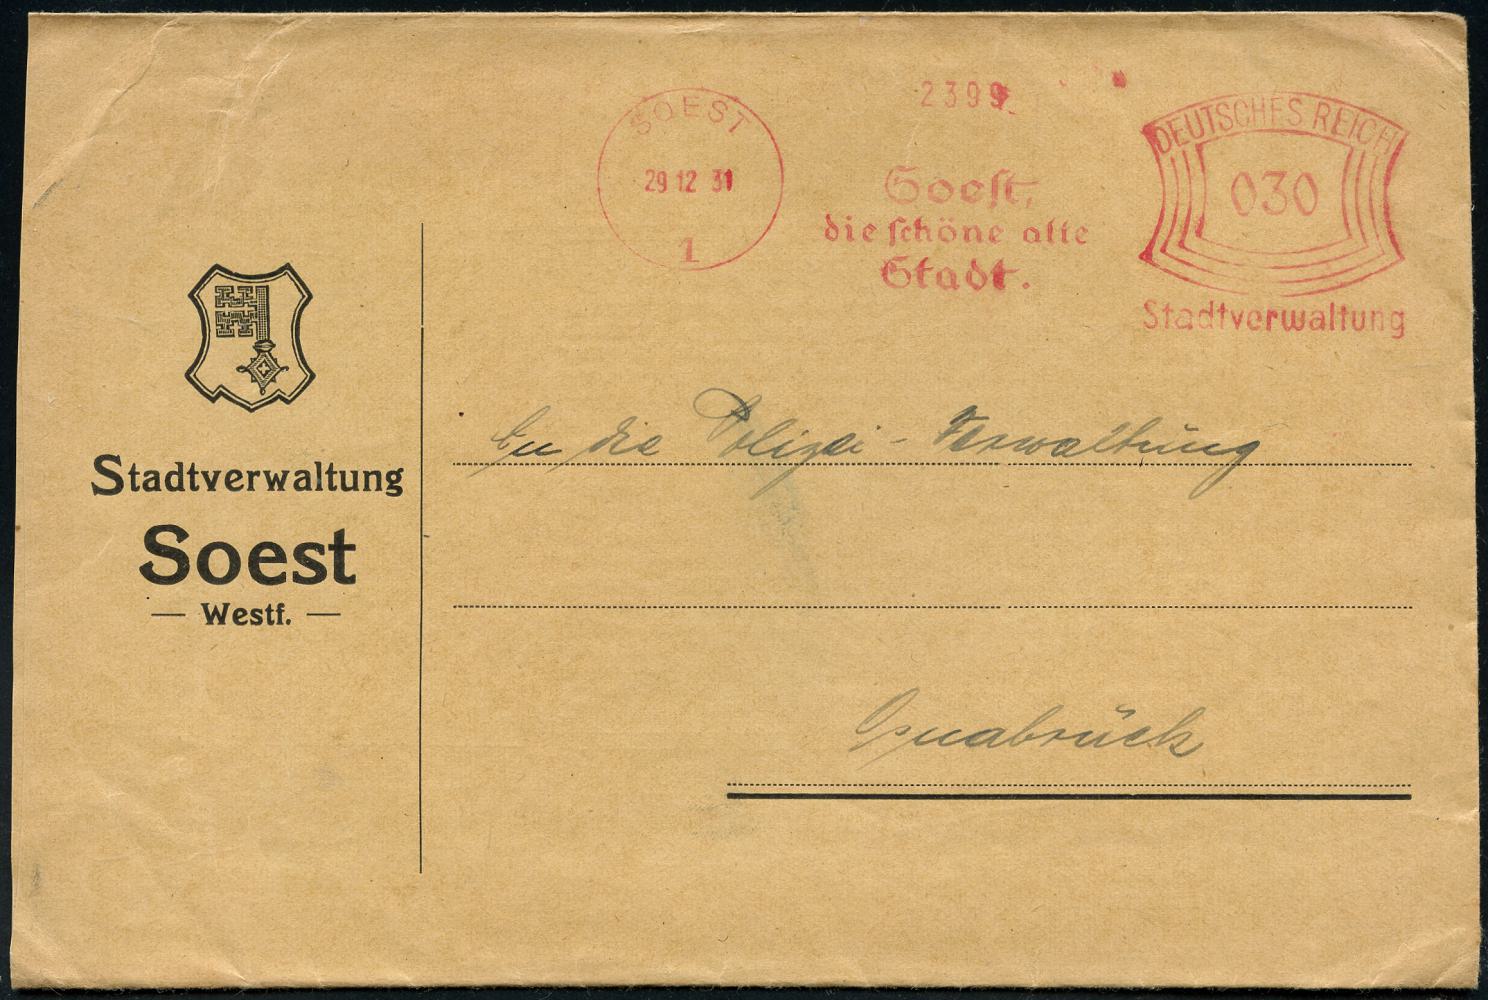 SOEST
29 12 31
1
2399
Soest,
die schöne alte
Stadt.
DEUTSCHES REICH
030
Stadtverwaltung
Stadtverwaltung
Soest
— Westf. —
An die Polizei-Verwaltung
Osnabrück